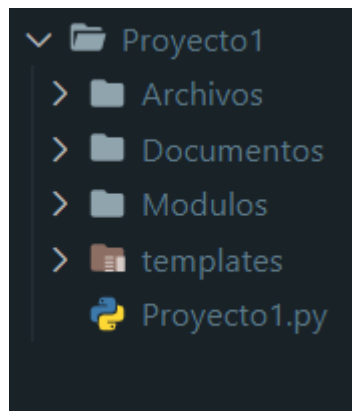 Proyecto1
Archivos
Documentos
Modulos
templates
Proyecto1.py